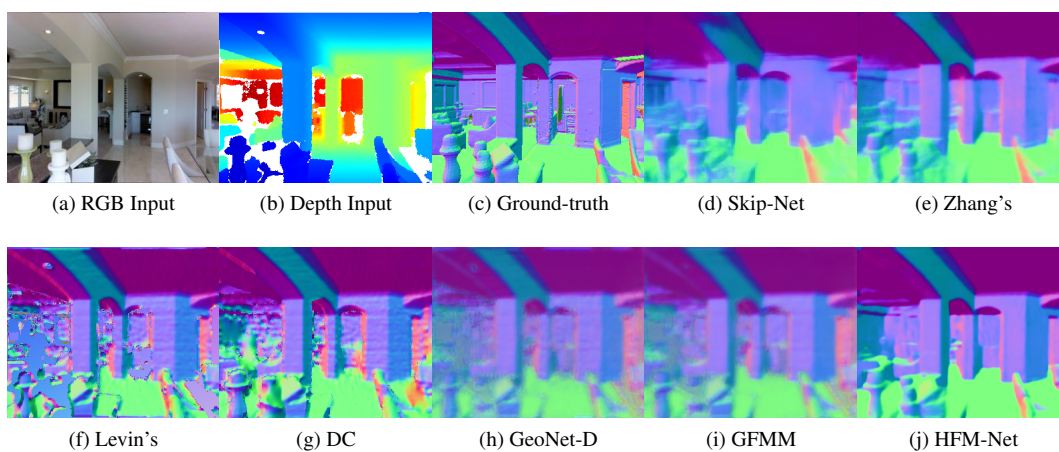 (a) RGB Input
(b) Depth Input
(c) Ground-truth
(d) Skip-Net
(e) Zhang's
(f) Levin's
(g) DC
(h) GeoNet-D
(i) GFMM
(j) HFM-Net